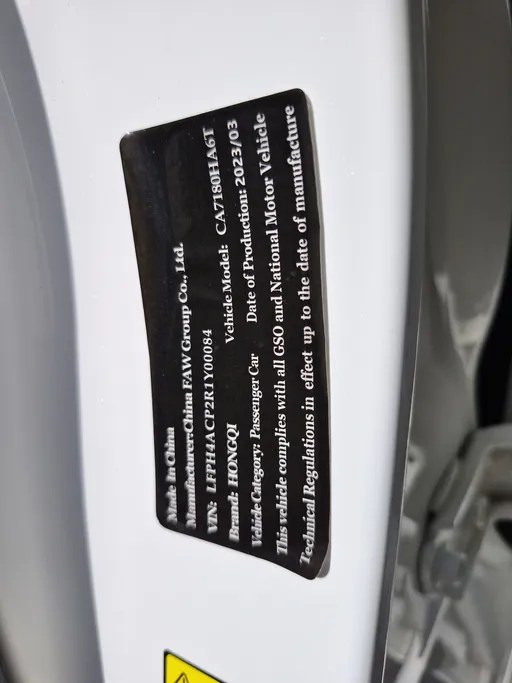 Made In China
Manufacturer:China FAW Group Co., Ltd.
VIN: LFPH4ACP2R1Y00084
Brand: HONGQI Vehicle Model: CA7180HA6T
Vehicle Category: Passenger Car Date of Production: 2023/03
This vehicle complies with all GSO and National Motor Vehicle
Technical Regulations in effect up to the date of manufacture